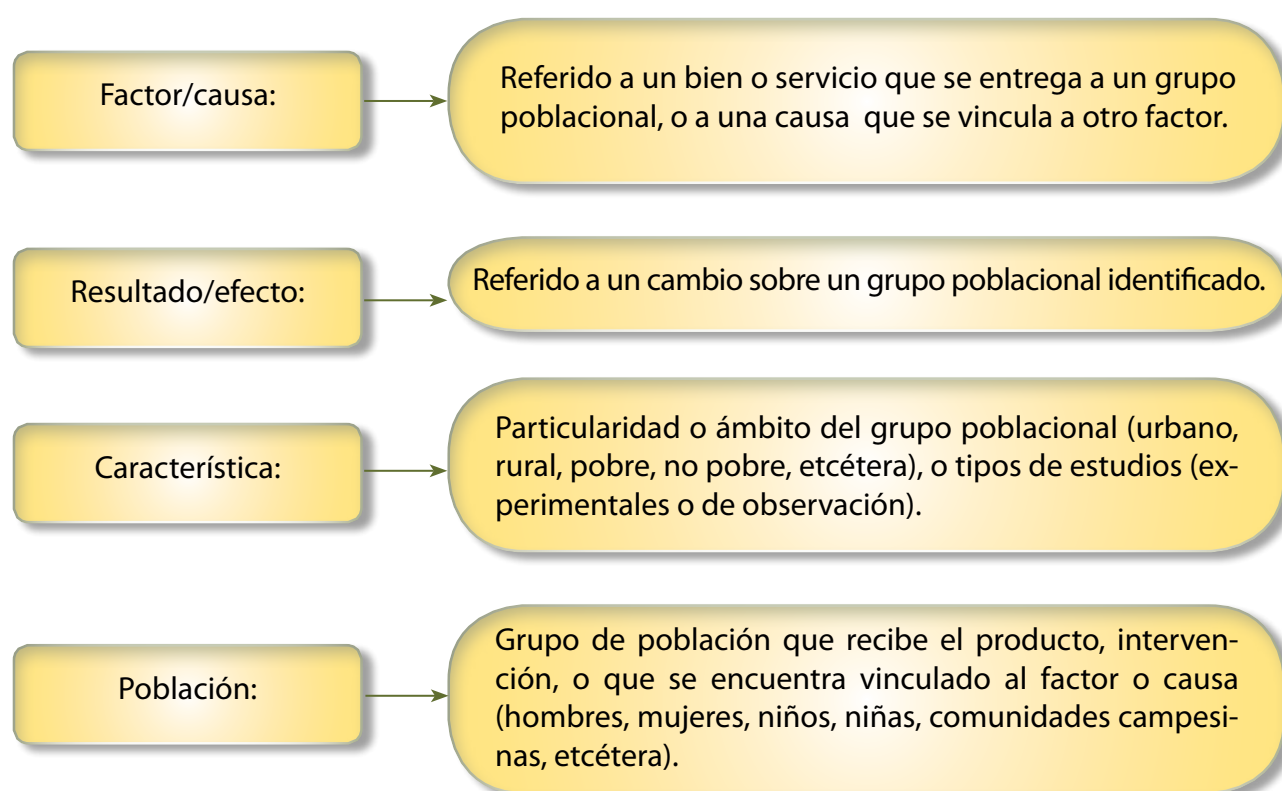 Factor/causa:
Referido a un bien o servicio que se entrega a un grupo
poblacional, o a una causa que se vincula a otro factor.
Resultado/efecto:
Referido a un cambio sobre un grupo poblacional identificado.
Característica:
Particularidad o ámbito del grupo poblacional (urbano,
rural, pobre, no pobre, etcétera), o tipos de estudios (ex-
perimentales o de observación).
Población:
Grupo de población que recibe el producto, interven-
ción, o que se encuentra vinculado al factor o causa
(hombres, mujeres, niños, niñas, comunidades campesi-
nas, etcétera).